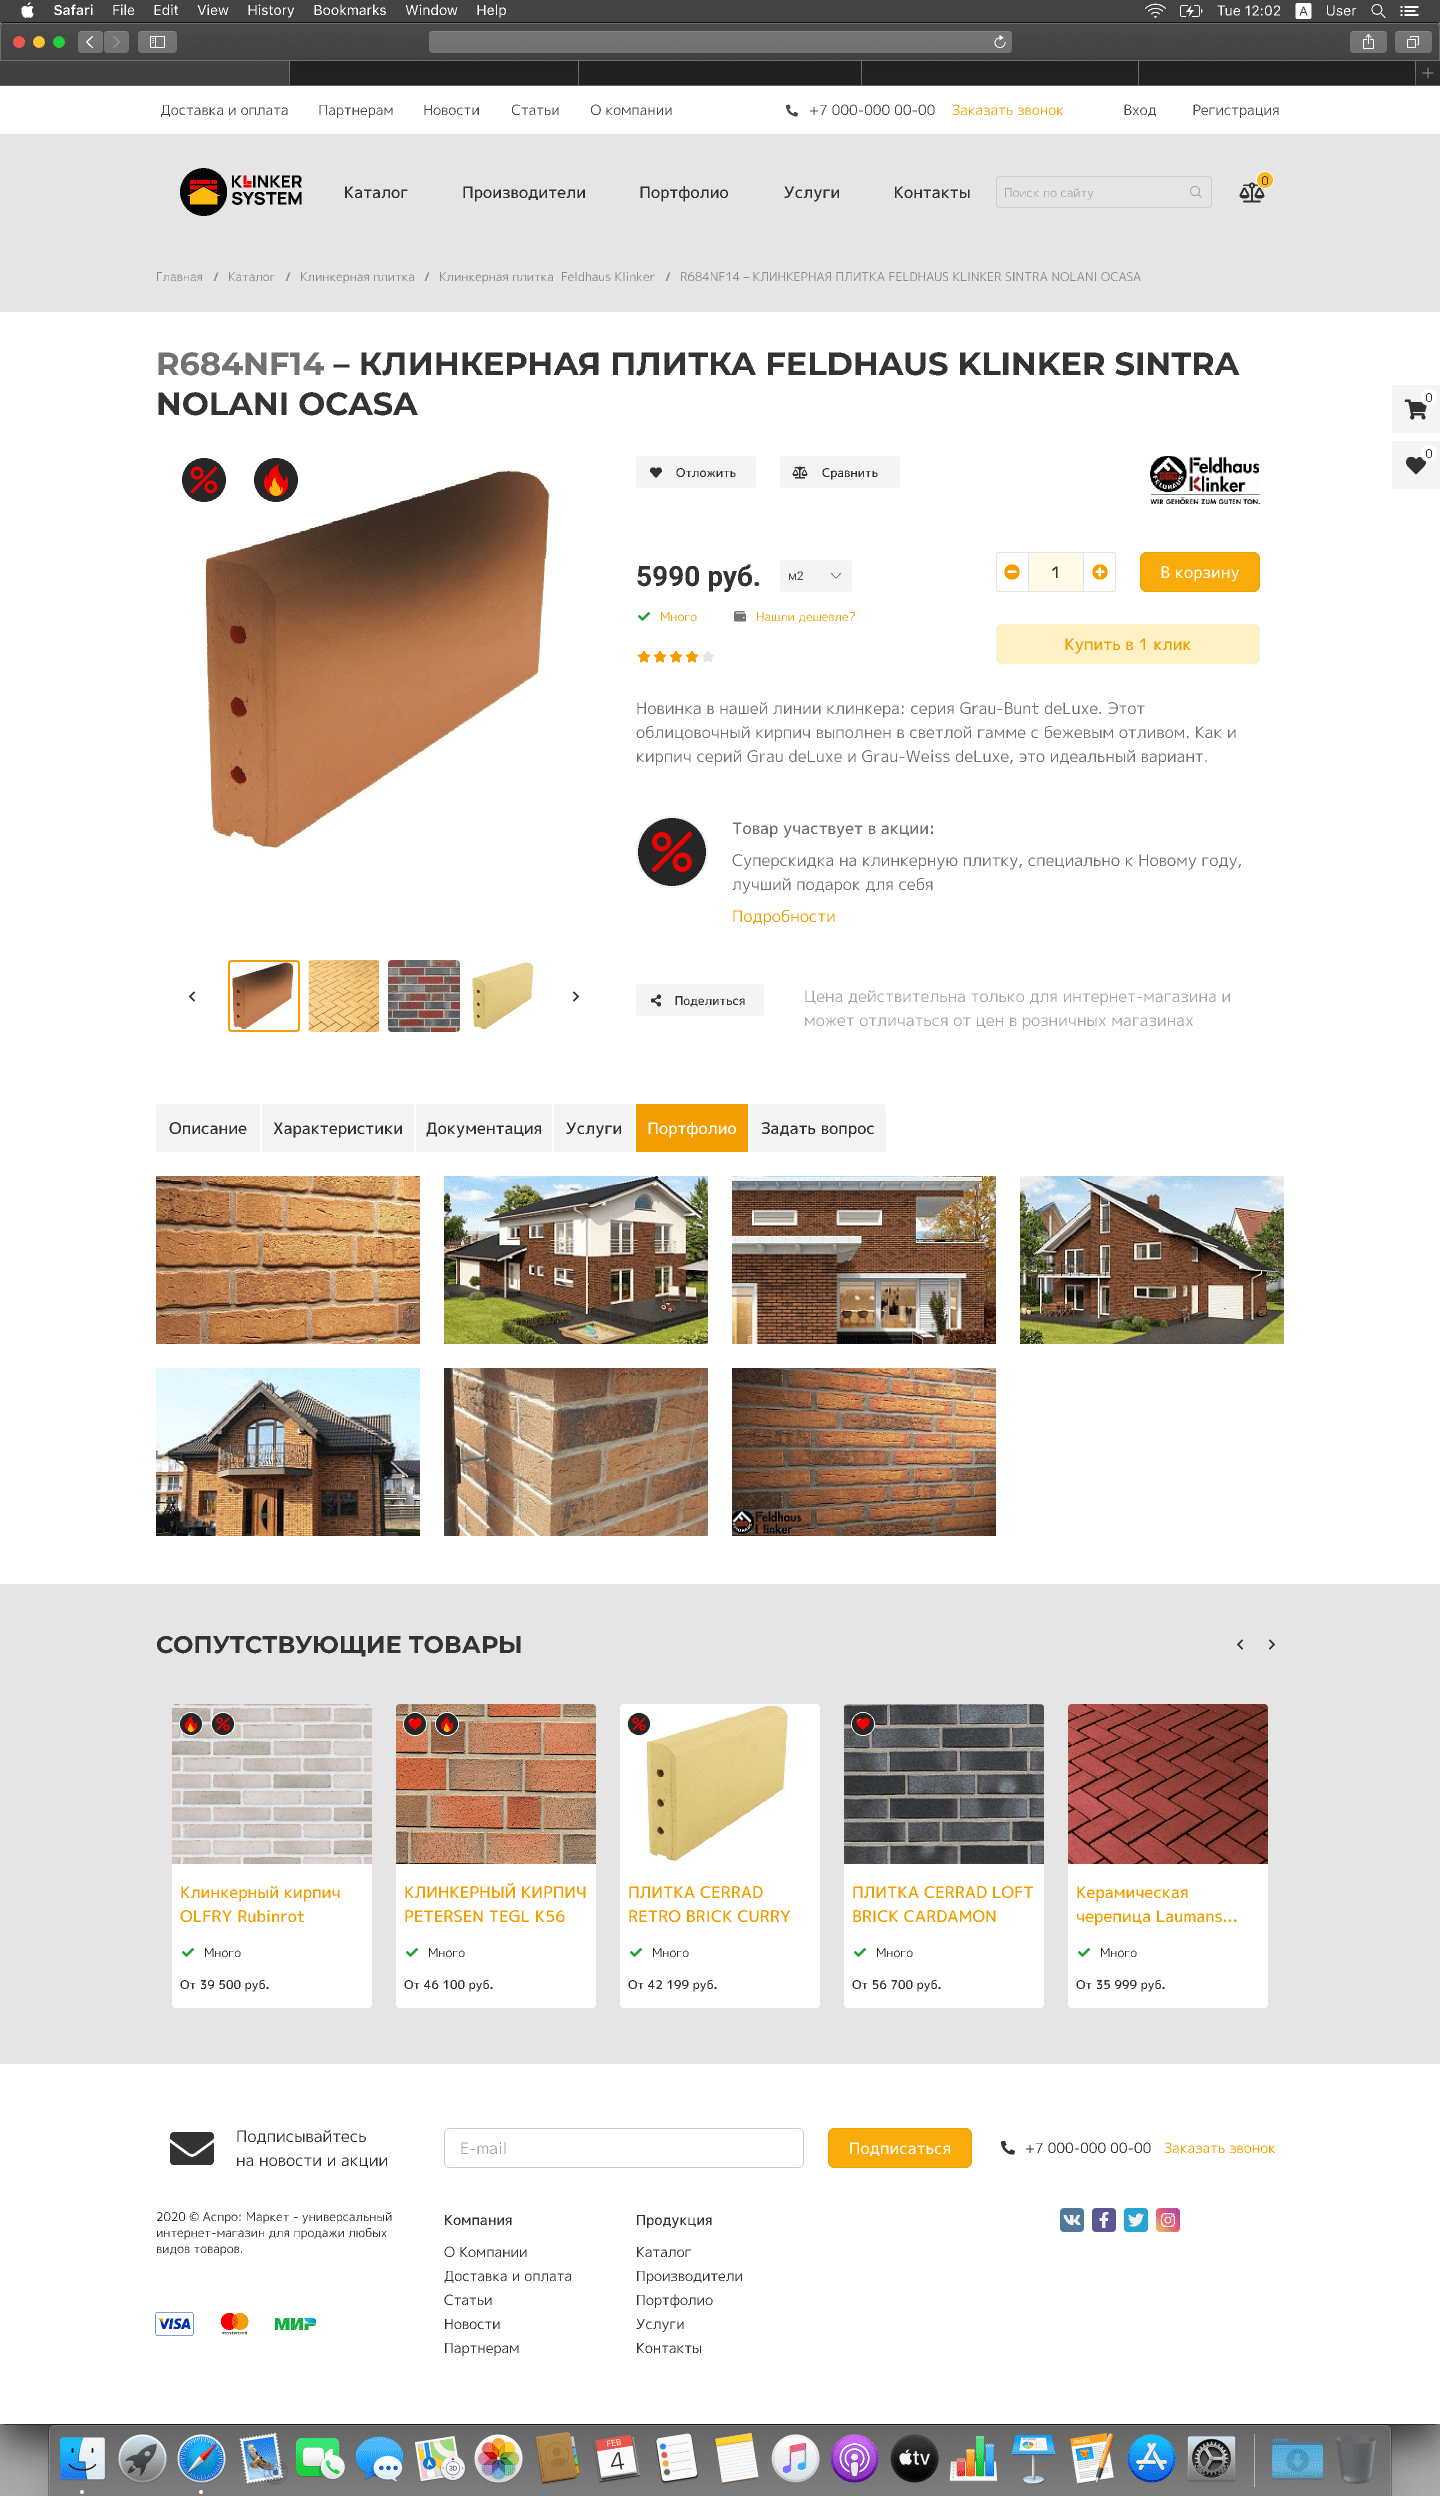 Safari File Edit View History Bookmarks Window Help
Tue 12:02 A User
Доставка и оплата Партнерам Новости Статьи О компании +7 000-000 00-00 Заказать звонок Вход Регистрация
KLINKER
SYSTEM
Каталог Производители Портфолио Услуги Контакты Поиск по сайту 0
Главная / Каталог / Клинкерная плитка / Клинкерная плитка Feldhaus Klinker / R684NF14 – КЛИНКЕРНАЯ ПЛИТКА FELDHAUS KLINKER SINTRA NOLANI OCASA
R684NF14 – КЛИНКЕРНАЯ ПЛИТКА FELDHAUS KLINKER SINTRA
NOLANI OCASA
0
0
Отложить Сравнить
Feldhaus
Klinker
FELDHAUS
WIR GEHÖREN ZUM GUTEN TON.
5990 руб. м2 1 В корзину
Много Нашли дешевле?
Купить в 1 клик
Новинка в нашей линии клинкера: серия Grau-Bunt deLuxe. Этот
облицовочный кирпич выполнен в светлой гамме с бежевым отливом. Как и
кирпич серий Grau deLuxe и Grau-Weiss deLuxe, это идеальный вариант.
Товар участвует в акции:
Суперскидка на клинкерную плитку, специально к Новому году,
лучший подарок для себя
Подробности
Поделиться
Цена действительна только для интернет-магазина и
может отличаться от цен в розничных магазинах
Описание Характеристики Документация Услуги Портфолио Задать вопрос
Feldhaus
Klinker
СОПУТСТВУЮЩИЕ ТОВАРЫ
Клинкерный кирпич
OLFRY Rubinrot
Много
От 39 500 руб.
КЛИНКЕРНЫЙ КИРПИЧ
PETERSEN TEGL K56
Много
От 46 100 руб.
ПЛИТКА CERRAD
RETRO BRICK CURRY
Много
От 42 199 руб.
ПЛИТКА CERRAD LOFT
BRICK CARDAMON
Много
От 56 700 руб.
Керамическая
черепица Laumans...
Много
От 35 999 руб.
Подписывайтесь
на новости и акции
E-mail Подписаться +7 000-000 00-00 Заказать звонок
2020 © Аспро: Маркет - универсальный
интернет-магазин для продажи любых
видов товаров.
VISA mastercard МИР
Компания
О Компании
Доставка и оплата
Статьи
Новости
Партнерам
Продукция
Каталог
Производители
Портфолио
Услуги
Контакты
FEB
4
3D
tv
PAGES